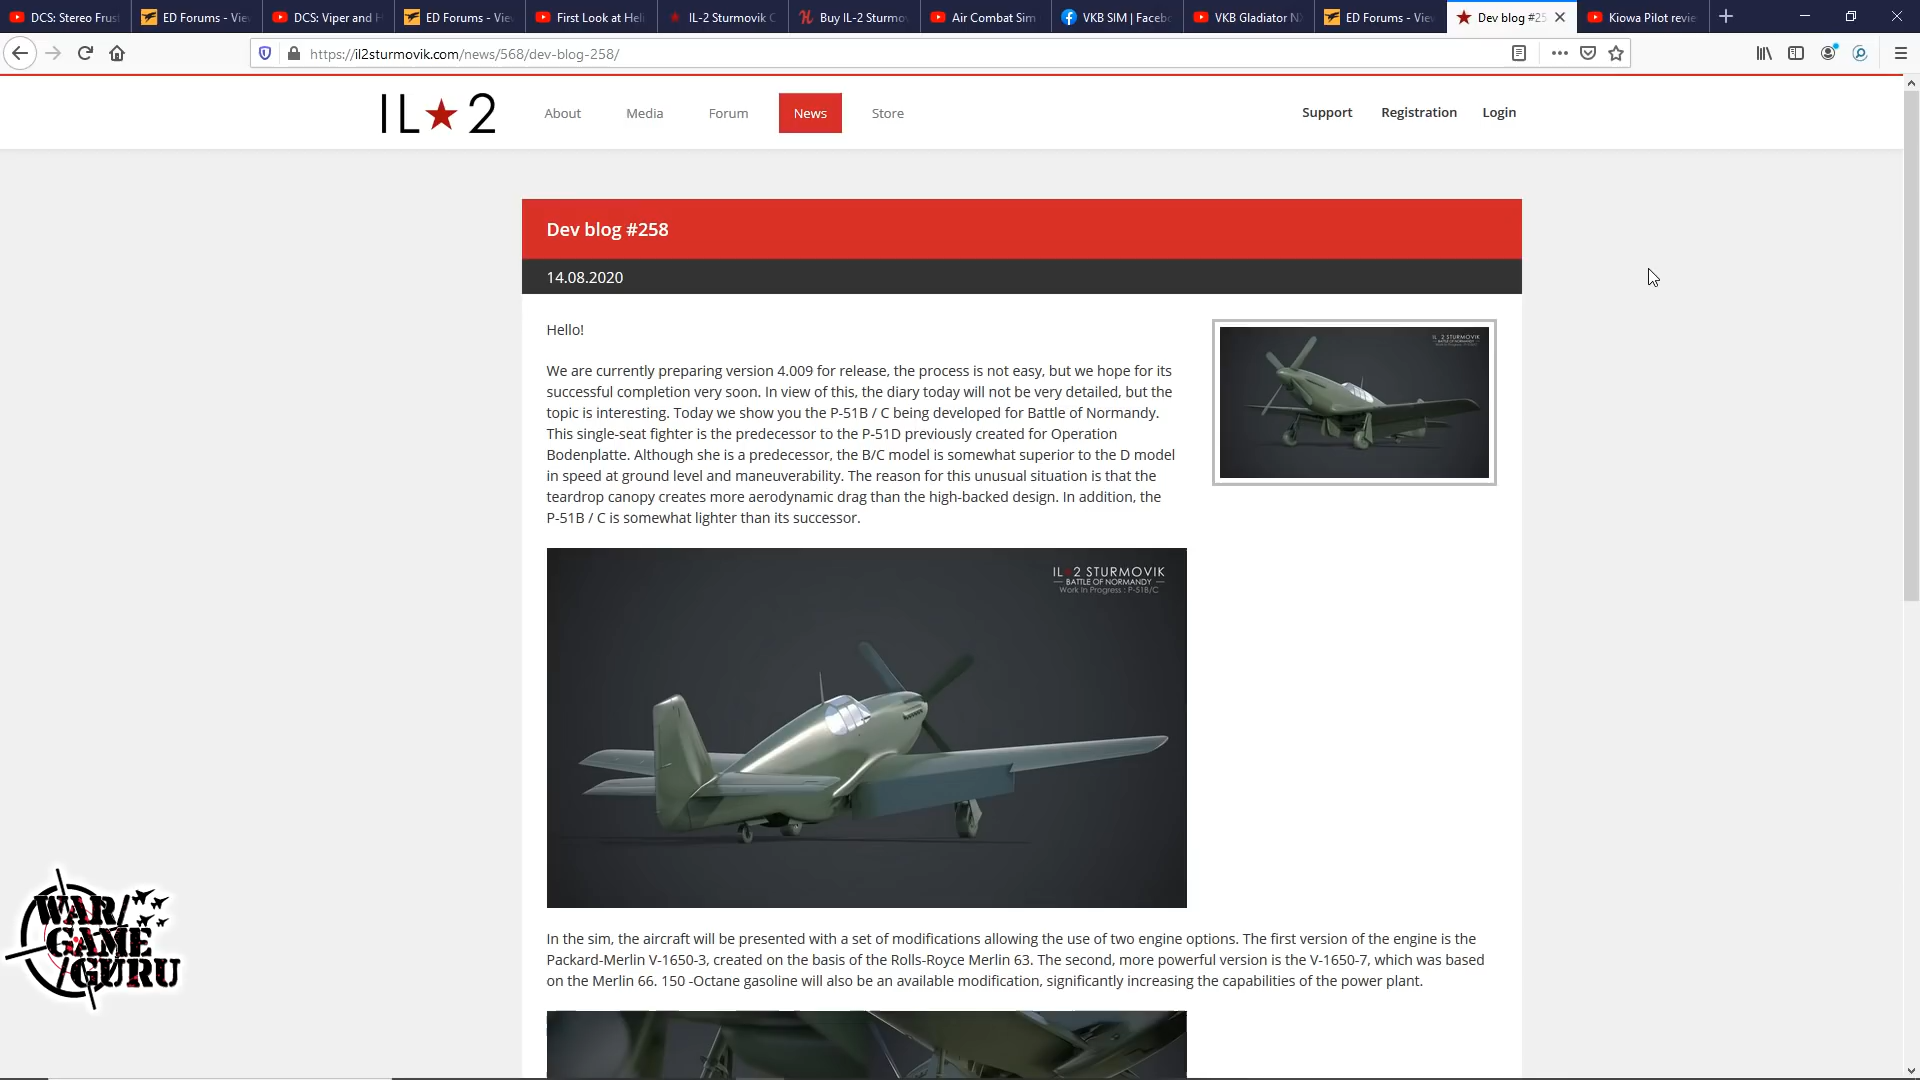 DCS: Stereo Frust
ED Forums - Vie
DCS: Viper and H
ED Forums - Vie
First Look at Heli
IL-2 Sturmovik C
Buy IL-2 Sturmo
Air Combat Sim
VKB SIM | Facebo
VKB Gladiator NX
ED Forums - Vie
Dev blog #25
Kiowa Pilot revie
https://il2sturmovik.com/news/568/dev-blog-258/
IL★2
About
Media
Forum
News
Store
Support
Registration
Login
Dev blog #258
14.08.2020
Hello!
We are currently preparing version 4.009 for release, the process is not easy, but we hope for its
successful completion very soon. In view of this, the diary today will not be very detailed, but the
topic is interesting. Today we show you the P-51B / C being developed for Battle of Normandy.
This single-seat fighter is the predecessor to the P-51D previously created for Operation
Bodenplatte. Although she is a predecessor, the B/C model is somewhat superior to the D model
in speed at ground level and maneuverability. The reason for this unusual situation is that the
teardrop canopy creates more aerodynamic drag than the high-backed design. In addition, the
P-51B / C is somewhat lighter than its successor.
IL★2 STURMOVIK
BATTLE OF NORMANDY
Work In Progress : P-51B/C
In the sim, the aircraft will be presented with a set of modifications allowing the use of two engine options. The first version of the engine is the
Packard-Merlin V-1650-3, created on the basis of the Rolls-Royce Merlin 63. The second, more powerful version is the V-1650-7, which was based
on the Merlin 66. 150 -Octane gasoline will also be an available modification, significantly increasing the capabilities of the power plant.
WAR/
GAME
/GURU